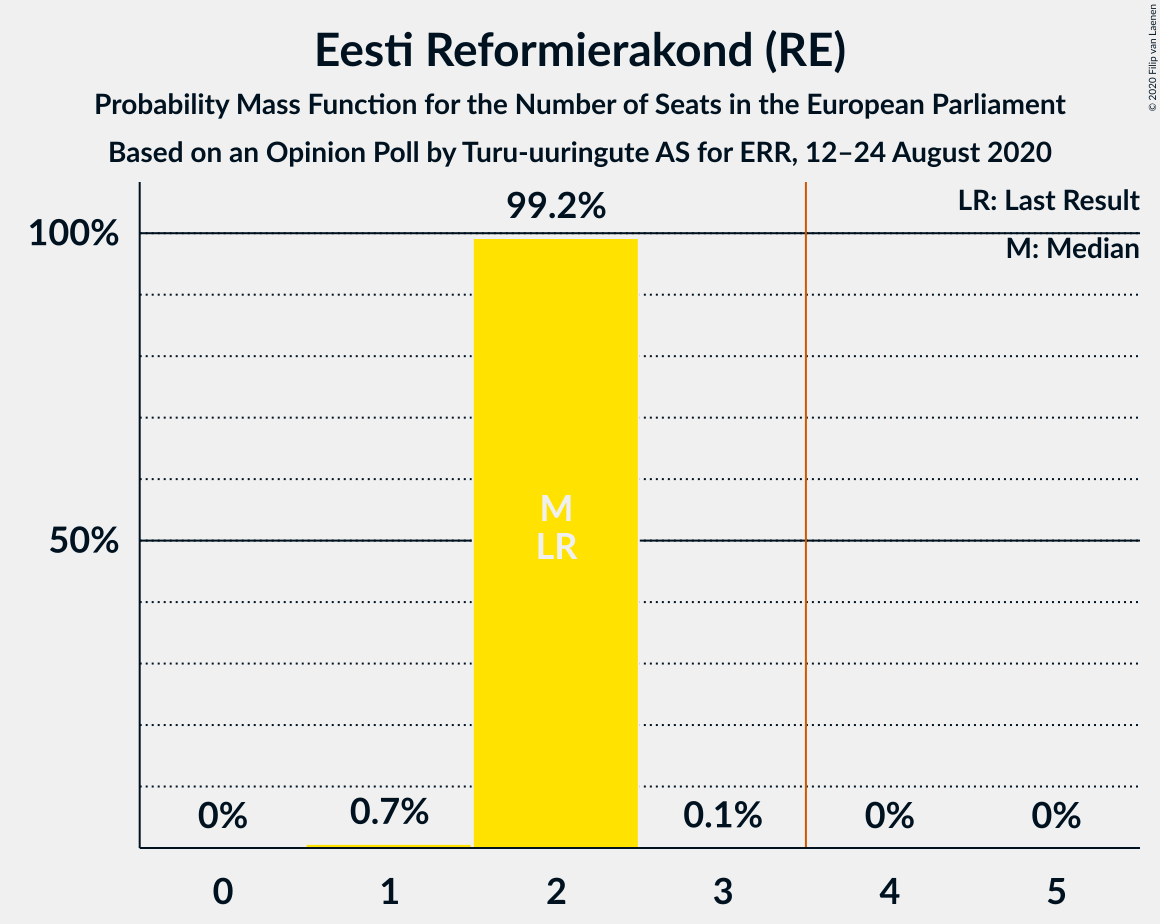 Eesti Reformierakond (RE)
Probability Mass Function for the Number of Seats in the European Parliament
Based on an Opinion Poll by Turu-uuringute AS for ERR, 12–24 August 2020
© 2020 Filip van Laenen
LR: Last Result
M: Median
99.2%
100%
50%
M
LR
0%
0.7%
0.1%
0%
0%
0
1
2
3
4
5